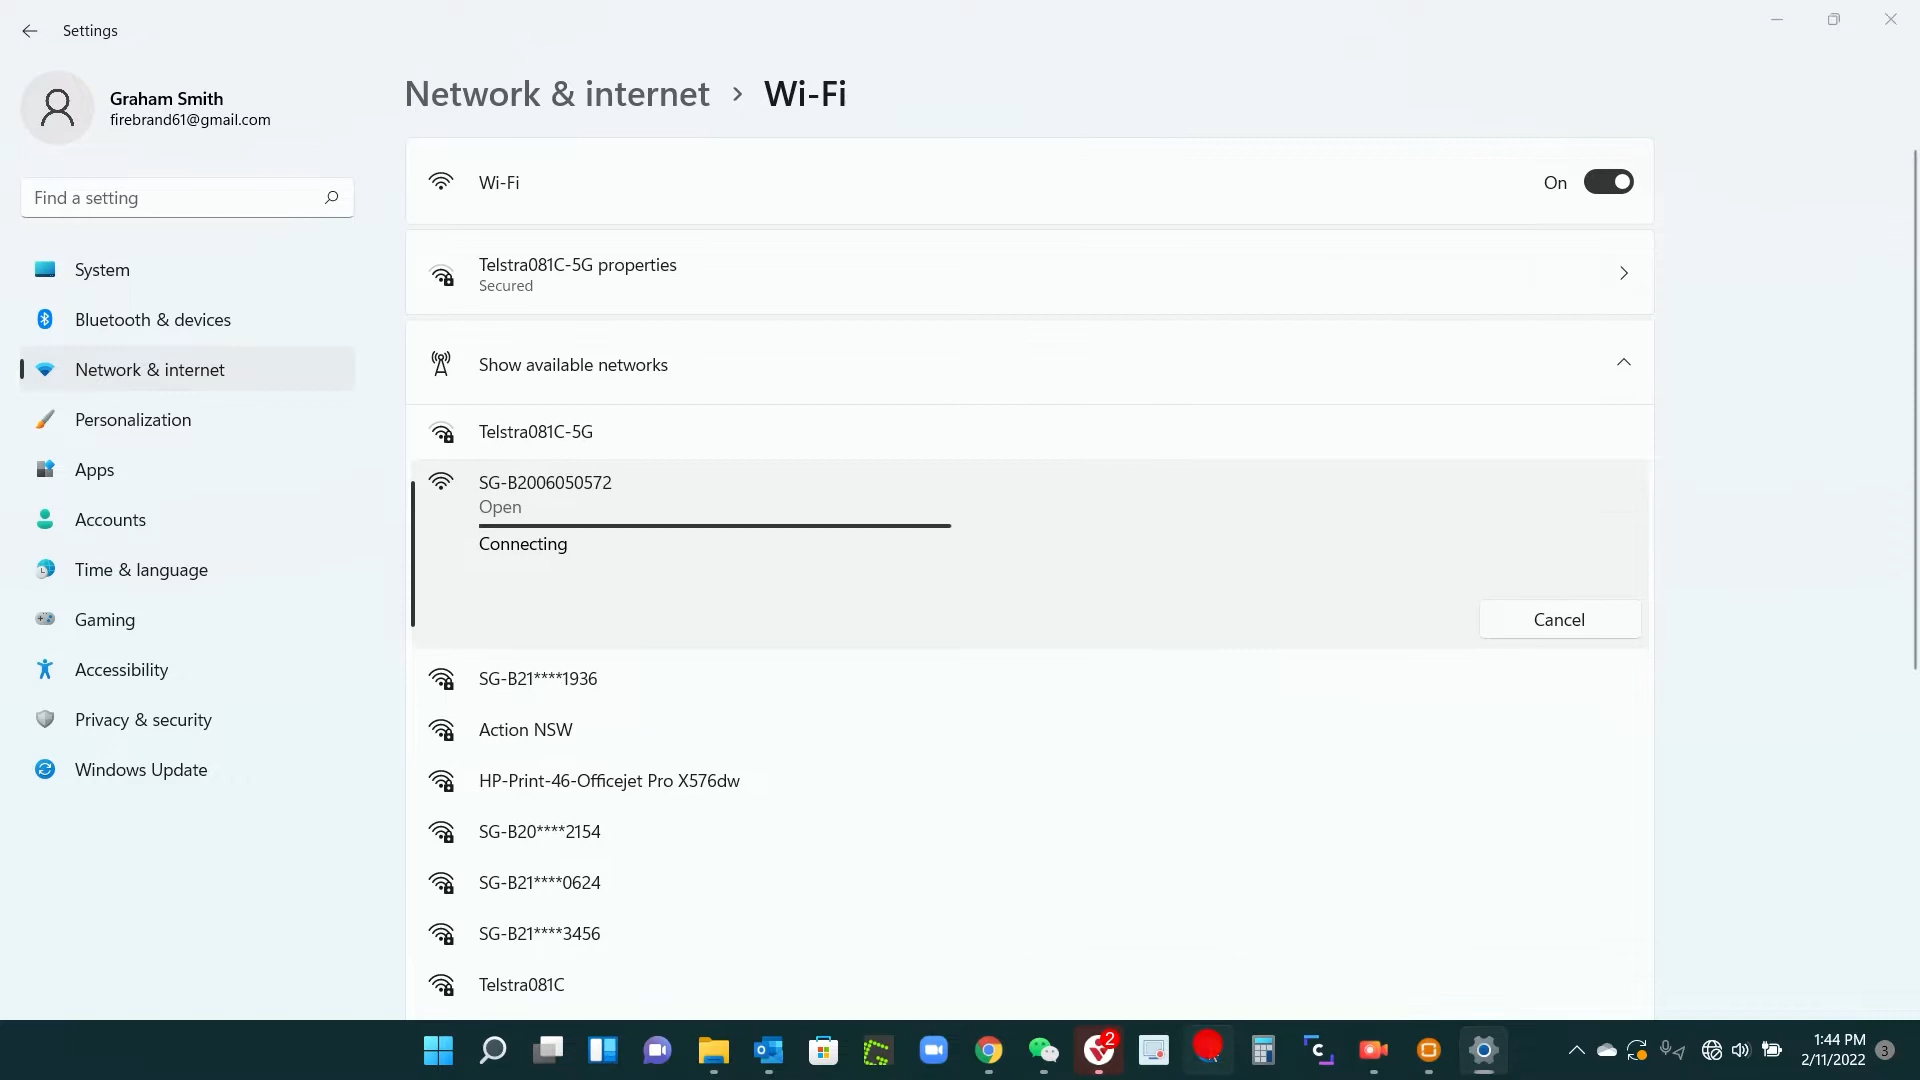 Settings
Graham Smith
firebrand61@gmail.com
Find a setting
System
Bluetooth & devices
Network & internet
Personalization
Apps
Accounts
Time & language
Gaming
Accessibility
Privacy & security
Windows Update
Network & internet > Wi-Fi
Wi-Fi
On
Telstra081C-5G properties
Secured
Show available networks
Telstra081C-5G
SG-B2006050572
Open
Connecting
Cancel
SG-B21****1936
Action NSW
HP-Print-46-Officejet Pro X576dw
SG-B20****2154
SG-B21****0624
SG-B21****3456
Telstra081C
2
1:44 PM
2/11/2022
3